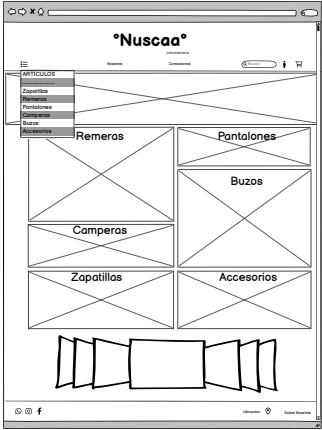 °Nuscaa°
indumentaria
Nosotros
Contactanos
Buscar
ARTICULOS
Zapatillas
Remeras
Pantalones
Camperas
Buzos
Accesorios
Remeras
Pantalones
Buzos
Camperas
Zapatillas
Accesorios
Ubicacion
Sobre Nosotros